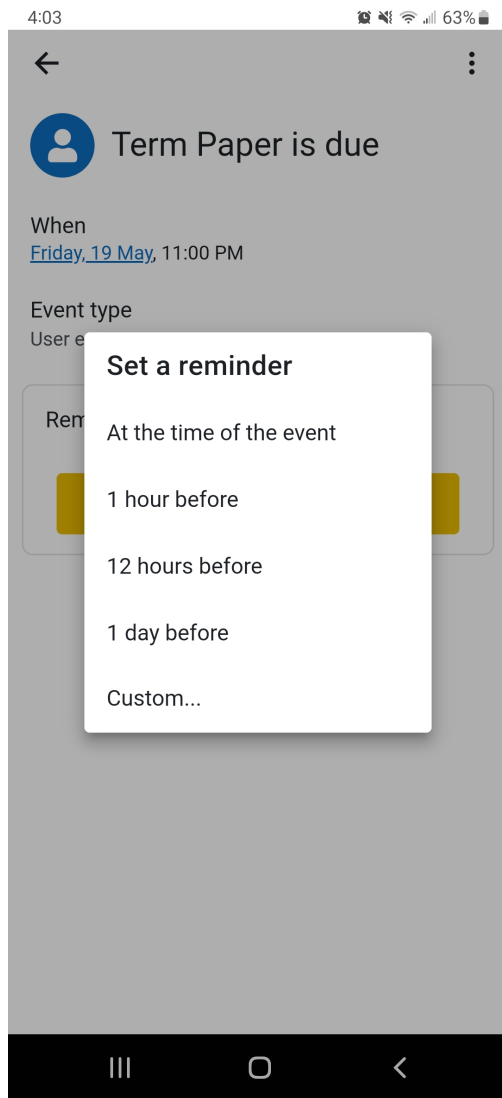 4:03 63%
Term Paper is due
When
Friday, 19 May, 11:00 PM
Event type
User e
Set a reminder
Rem
At the time of the event
1 hour before
12 hours before
1 day before
Custom...